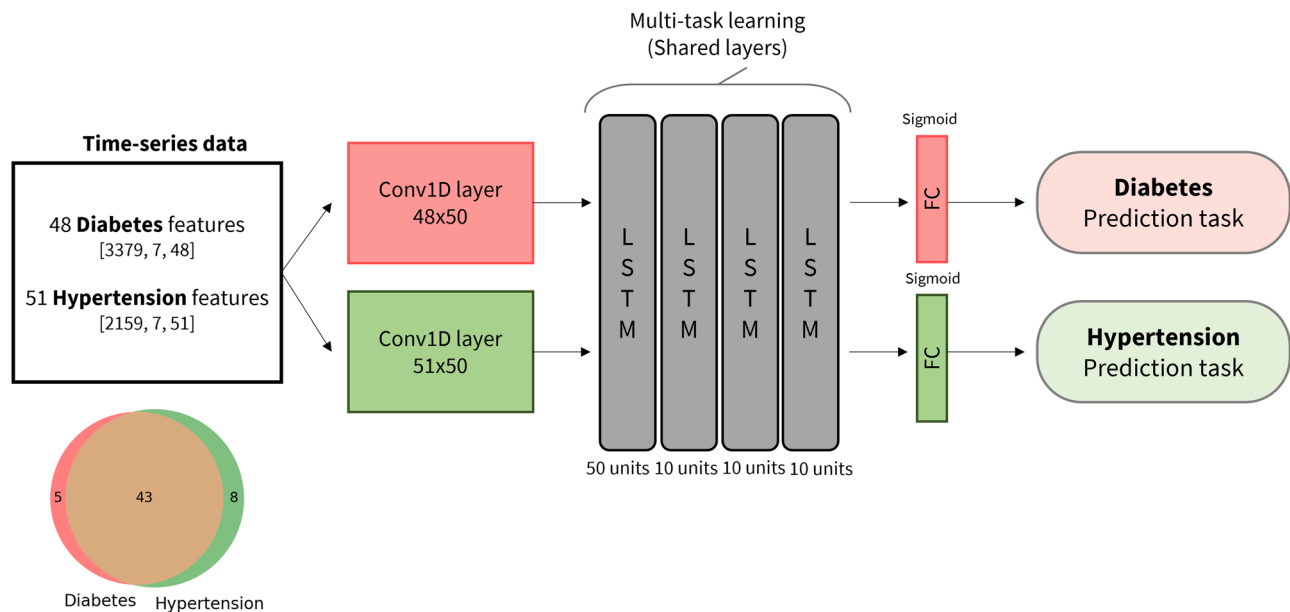 Multi-task learning
(Shared layers)
Time-series data
48 Diabetes features
[3379, 7, 48]
51 Hypertension features
[2159, 7, 51]
Conv1D layer
48x50
Conv1D layer
51x50
L
S
T
M
L
S
T
M
L
S
T
M
L
S
T
M
50 units 10 units 10 units 10 units
Sigmoid
FC
Sigmoid
FC
Diabetes
Prediction task
Hypertension
Prediction task
5 43 8
Diabetes
Hypertension